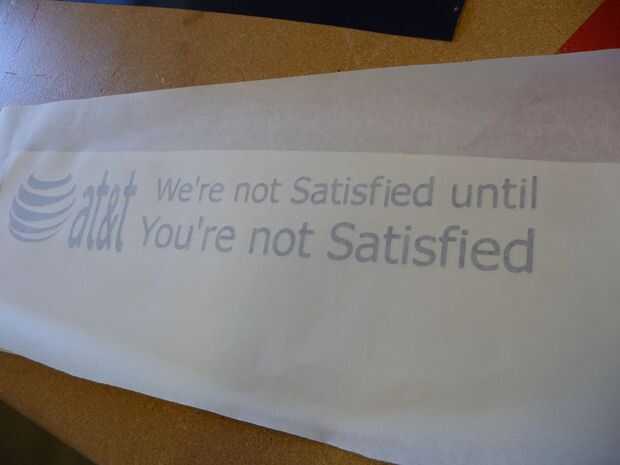 at&t
We're not Satisfied until
You're not Satisfied